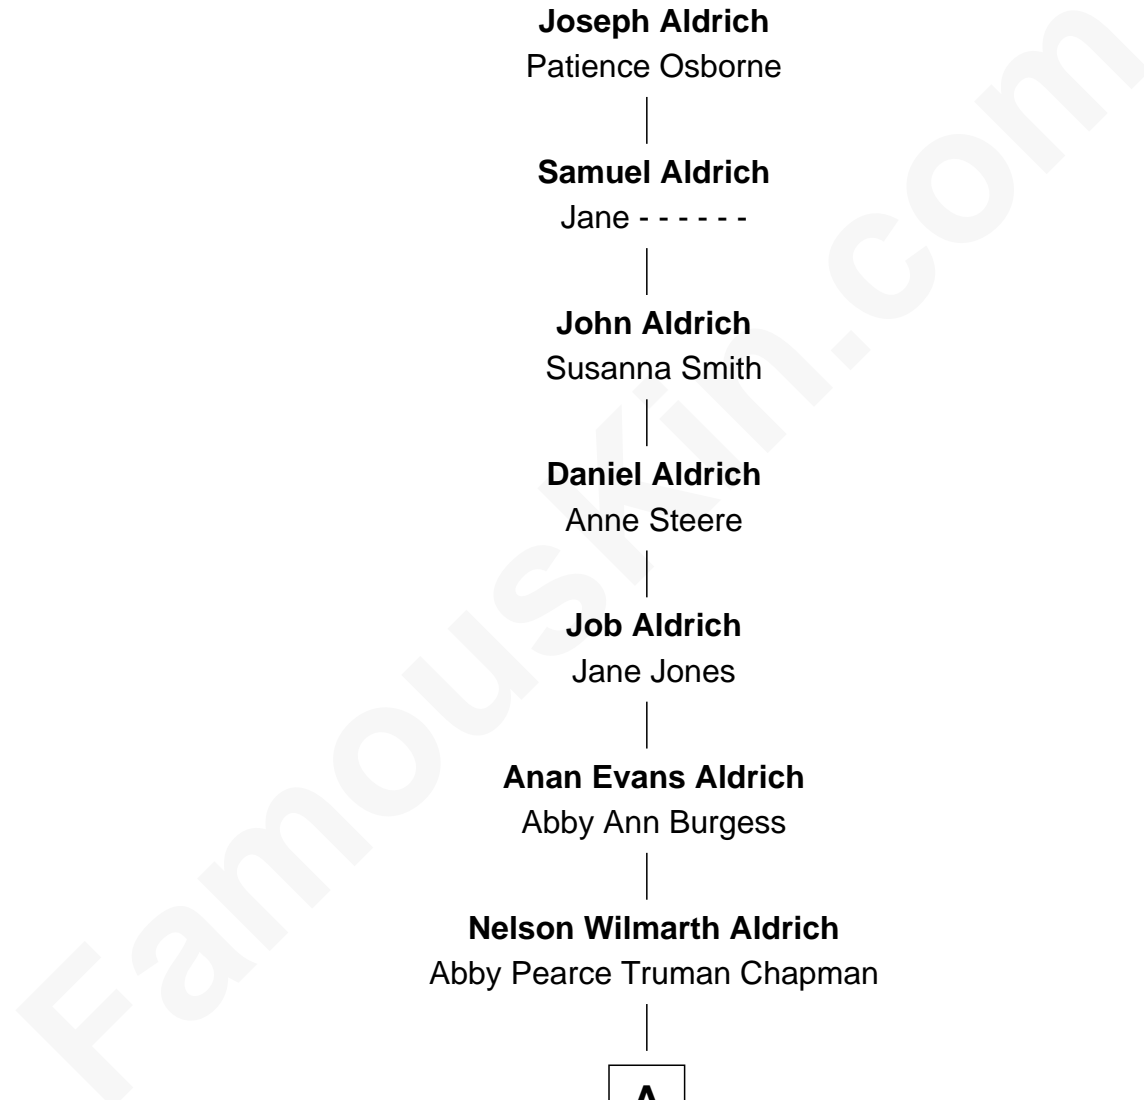 Joseph Aldrich
Patience Osborne
Samuel Aldrich
Jane - - - - - -
John Aldrich
Susanna Smith
Daniel Aldrich
Anne Steere
Job Aldrich
Jane Jones
Anan Evans Aldrich
Abby Ann Burgess
Nelson Wilmarth Aldrich
Abby Pearce Truman Chapman
A
FamousKin.com